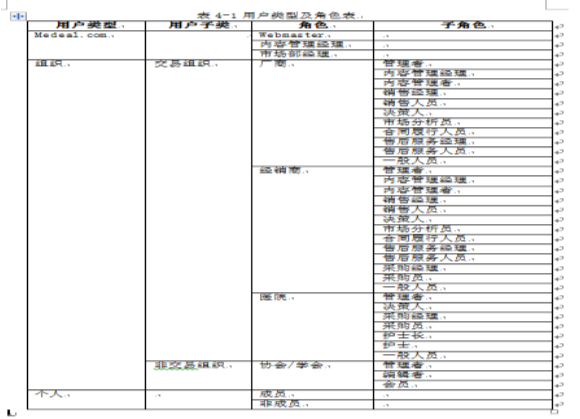 表 4-1 用户类型及角色表
用户类型 用户子类 角色 子角色
Medeal.com Webmaster
内容管理经理
市场部经理
组织 交易组织 厂商 管理者
内容管理经理
内容管理者
销售经理
销售人员
决策人
市场分析员
合同履行人员
售后服务经理
售后服务人员
一般人员
经销商 管理者
内容管理经理
内容管理者
销售经理
销售人员
决策人
市场分析员
合同履行人员
售后服务经理
售后服务人员
采购经理
采购员
一般人员
医院 管理者
决策人
采购经理
采购员
护士长
护士
一般人员
非交易组织 协会/学会 管理者
编辑者
会员
个人 成员
非成员